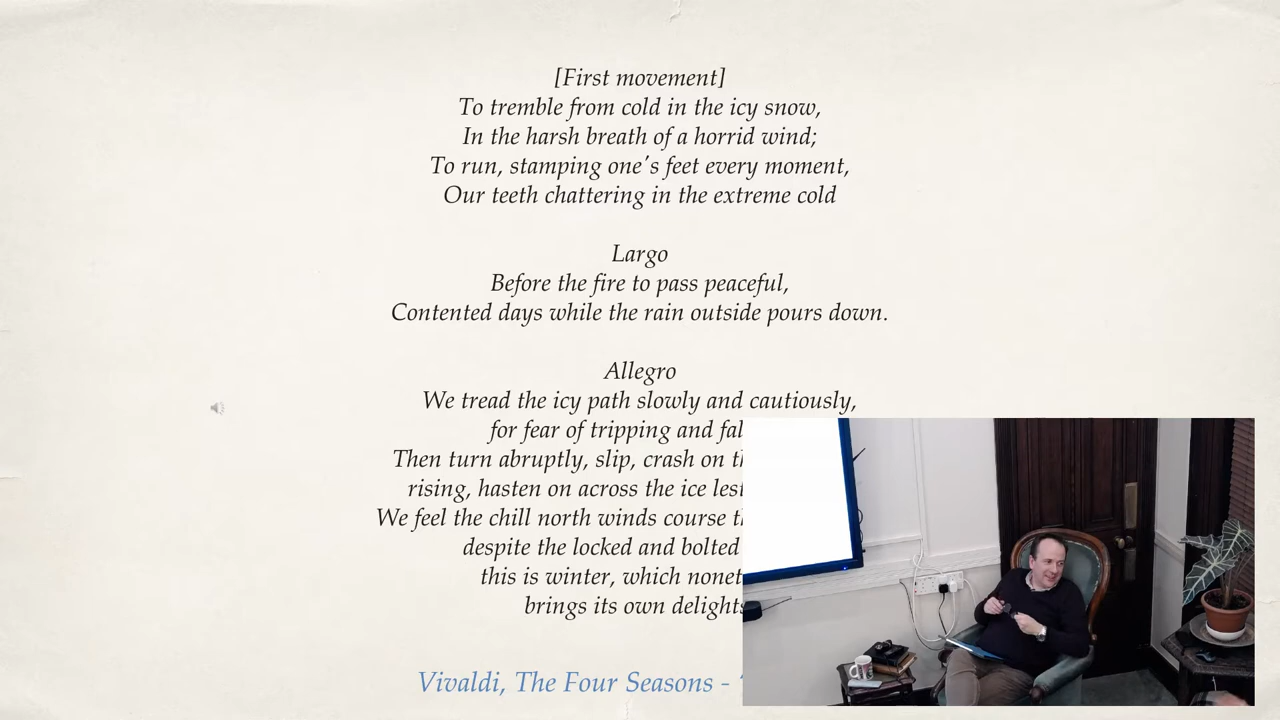 [First movement]
To tremble from cold in the icy snow,
In the harsh breath of a horrid wind;
To run, stamping one's feet every moment,
Our teeth chattering in the extreme cold
Largo
Before the fire to pass peaceful,
Contented days while the rain outside pours down.
Allegro
We tread the icy path slowly and cautiously,
for fear of tripping and
Then turn abruptly, slip, crash on
rising, hasten on across the ice lest
We feel the chill north winds course
despite the locked and bolted
this is winter, which
brings its own delights
Vivaldi, The Four Seasons -